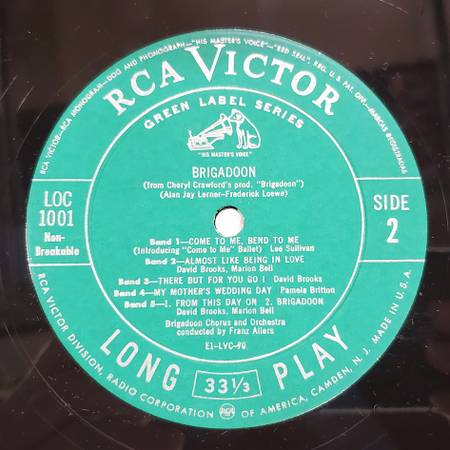 RCA VICTOR—RCA MONOGRAM—DOG AND PHONOGRAPH—"HIS MASTER'S VOICE"—"RED SEAL", REG. U.S. PAT. OFF.—MARCAS REGISTRADAS
RCA VICTOR
GREEN LABEL SERIES
"HIS MASTER'S VOICE"
BRIGADOON
(from Cheryl Crawford's prod. "Brigadoon")
(Alan Jay Lerner-Frederick Loewe)
LOC
1001
Non-
Breakable
SIDE
2
Band 1—COME TO ME, BEND TO ME
(Introducing "Come to Me" Ballet) Lee Sullivan
Band 2—ALMOST LIKE BEING IN LOVE
David Brooks, Marion Bell
Band 3—THERE BUT FOR YOU GO I David Brooks
Band 4—MY MOTHER'S WEDDING DAY Pamela Britton
Band 5—1. FROM THIS DAY ON 2. BRIGADOON
David Brooks, Marion Bell
Brigadoon Chorus and Orchestra
conducted by Franz Allers
E1-LVC-90
LONG PLAY
33 1/3
RCA
RCA VICTOR DIVISION, RADIO CORPORATION OF AMERICA, CAMDEN, N. J. MADE IN U.S.A.